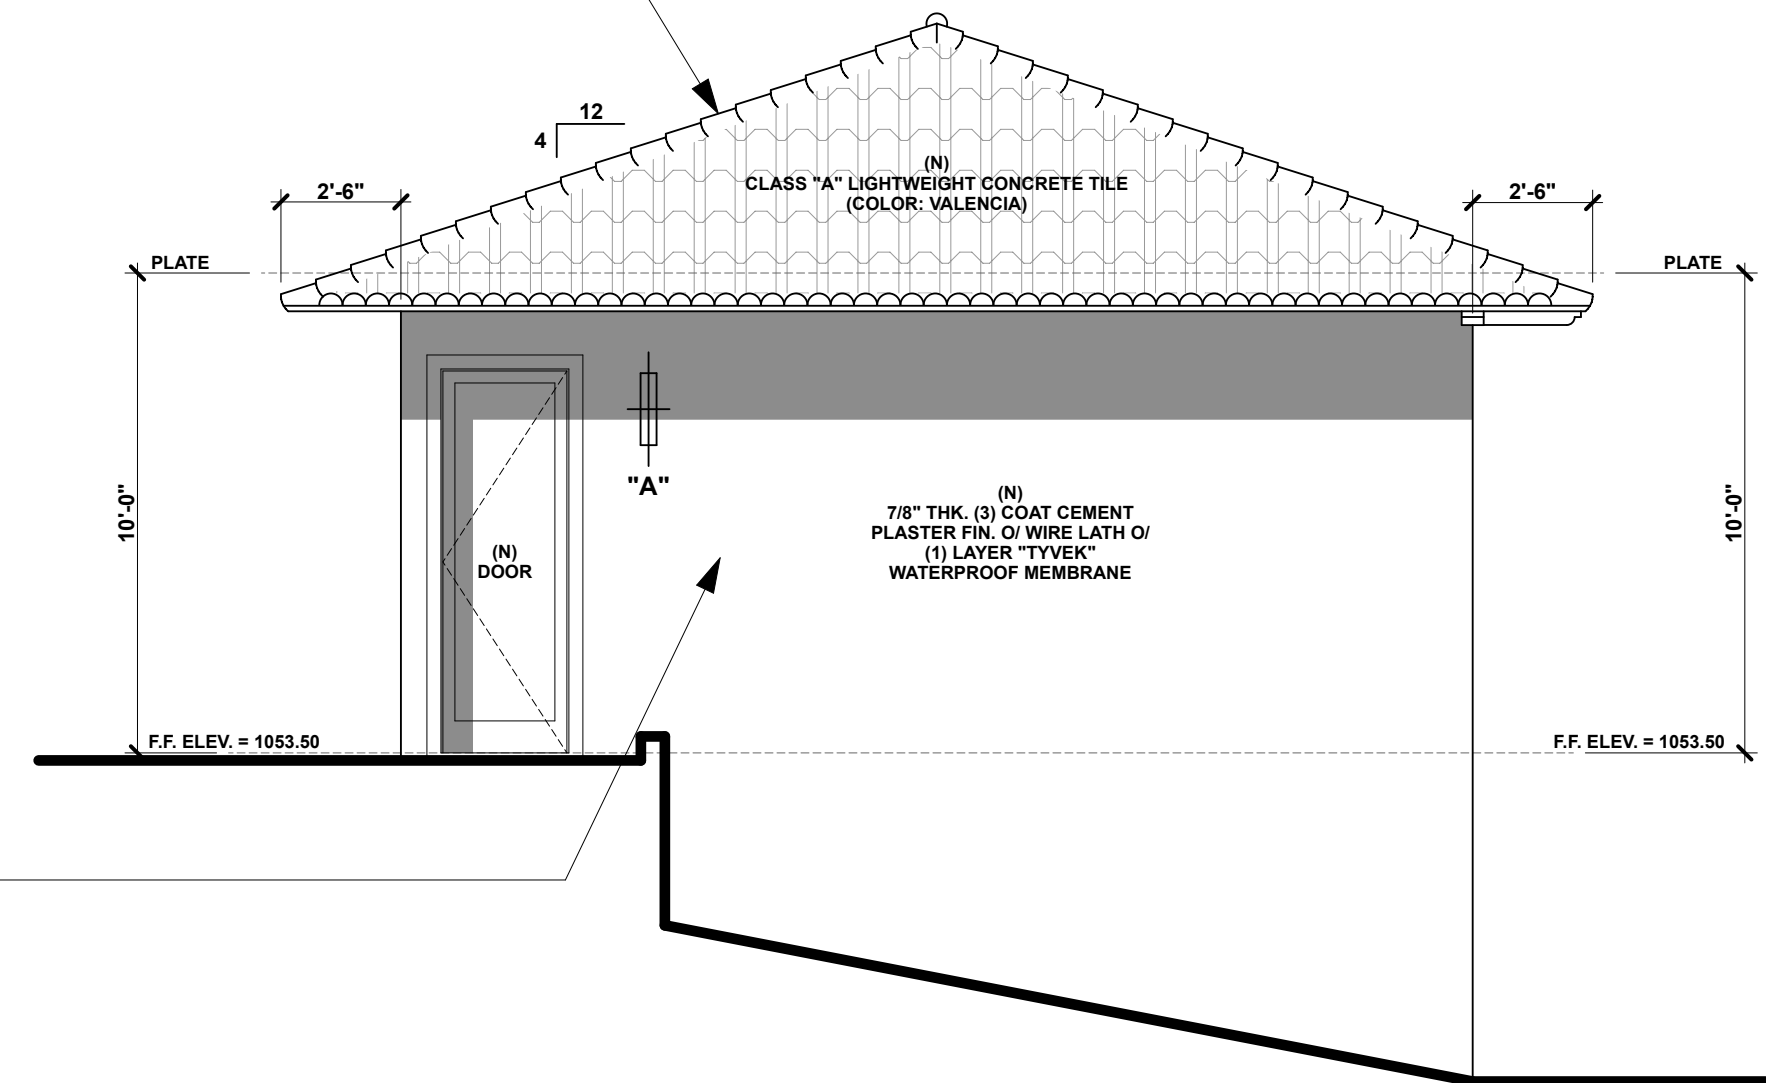 12
4
(N)
CLASS "A" LIGHTWEIGHT CONCRETE TILE
(COLOR: VALENCIA)
2'-6"
2'-6"
PLATE
PLATE
"A"
10'-0"
(N)
7/8" THK. (3) COAT CEMENT
PLASTER FIN. O/ WIRE LATH O/
(1) LAYER "TYVEK"
WATERPROOF MEMBRANE
10'-0"
(N)
DOOR
F.F. ELEV. = 1053.50
F.F. ELEV. = 1053.50